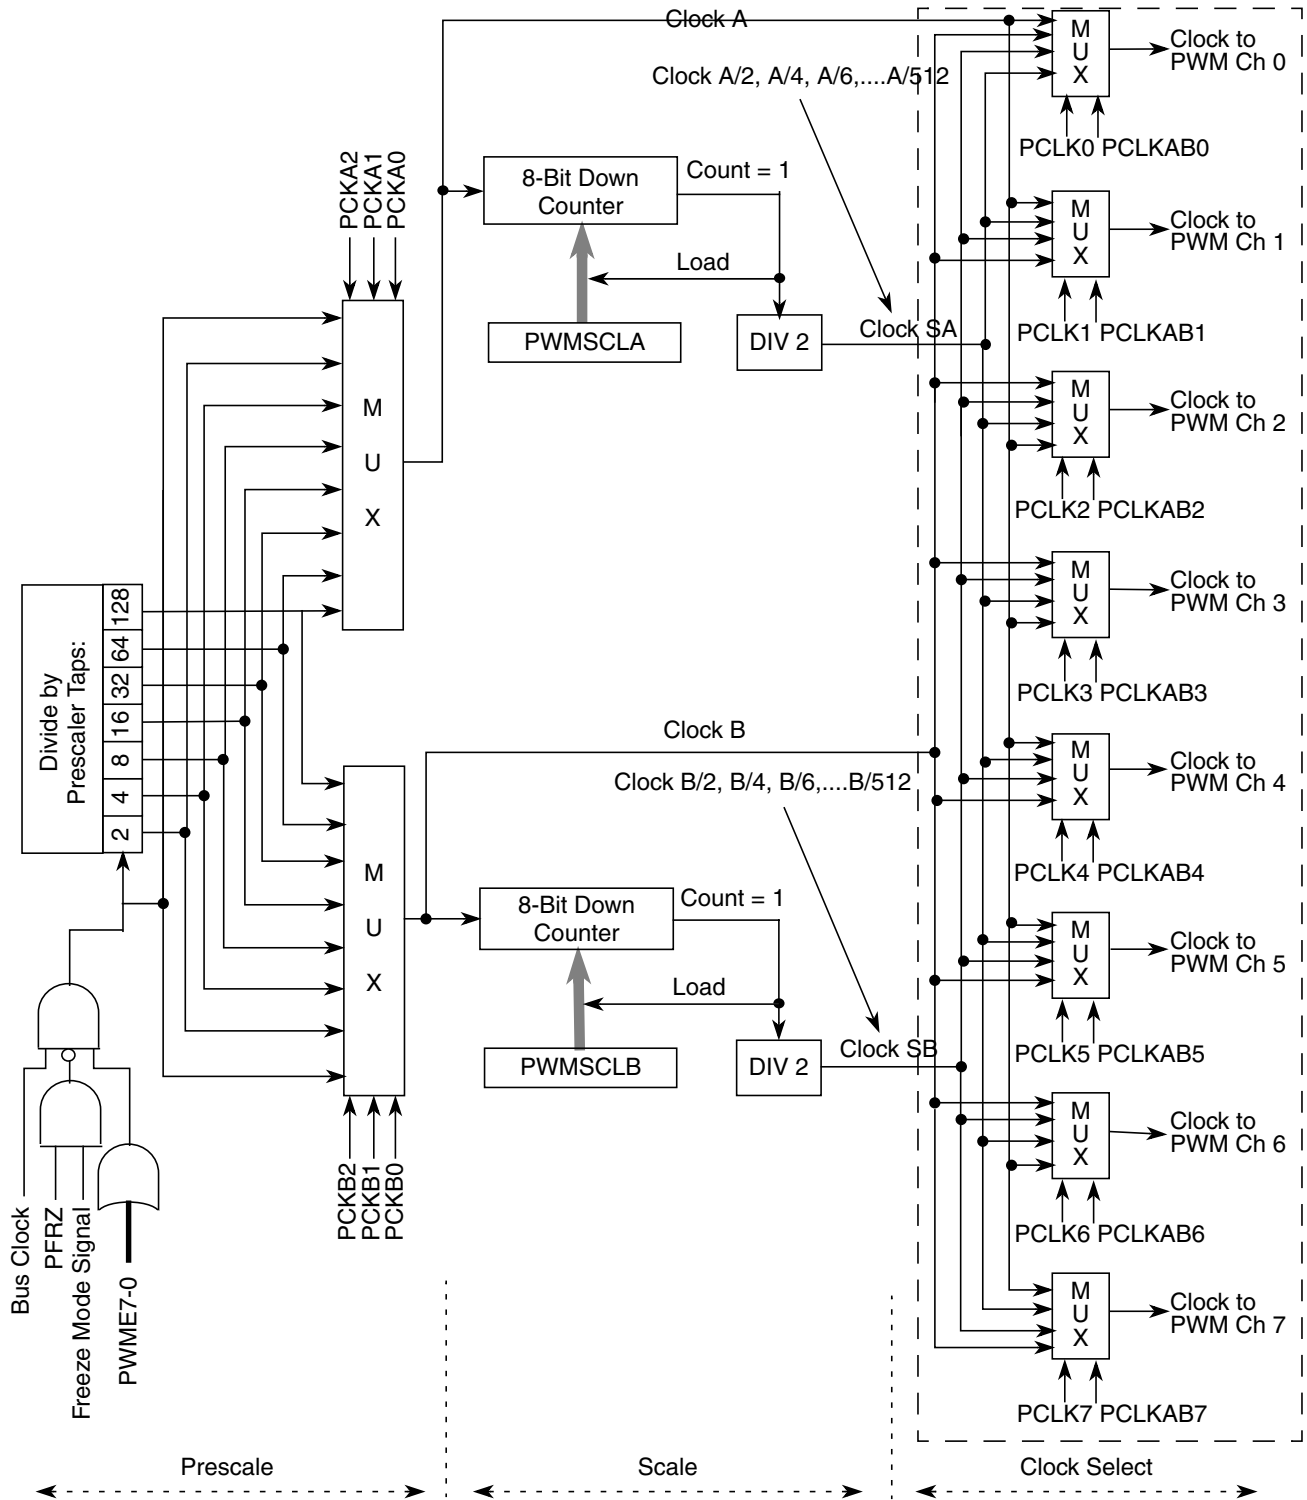 Clock A
Clock A/2, A/4, A/6,....A/512
M
U
X
Clock to
PWM Ch 0
PCLK0 PCLKAB0
PCKA2
PCKA1
PCKA0
8-Bit Down
Counter
Count = 1
Load
PWMSCLA
DIV 2
Clock SA
M
U
X
Clock to
PWM Ch 1
PCLK1 PCLKAB1
M
U
X
M
U
X
Clock to
PWM Ch 2
PCLK2 PCLKAB2
M
U
X
Clock to
PWM Ch 3
PCLK3 PCLKAB3
Divide by
Prescaler Taps:
128
64
32
16
8
4
2
Clock B
Clock B/2, B/4, B/6,....B/512
M
U
X
Clock to
PWM Ch 4
PCLK4 PCLKAB4
M
U
X
8-Bit Down
Counter
Count = 1
Load
PWMSCLB
DIV 2
Clock SB
M
U
X
Clock to
PWM Ch 5
PCLK5 PCLKAB5
PCKB2
PCKB1
PCKB0
M
U
X
Clock to
PWM Ch 6
PCLK6 PCLKAB6
Bus Clock
PFRZ
Freeze Mode Signal
PWME7-0
M
U
X
Clock to
PWM Ch 7
PCLK7 PCLKAB7
Prescale
Scale
Clock Select